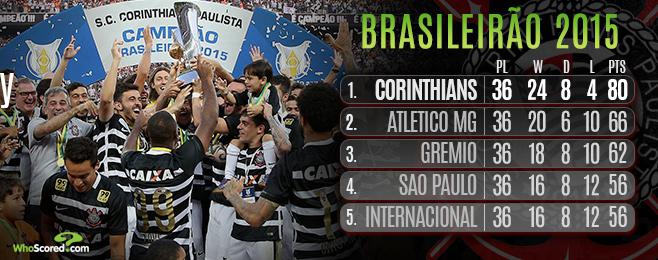 S.C. CORINTHIANS PAULISTA
CAMPEÃO
BRASILEIRÃO 2015
PL W D L PTS
1. CORINTHIANS 36 24 8 4 80
2. ATLETICO MG 36 20 6 10 66
3. GREMIO 36 18 8 10 62
4. SAO PAULO 36 16 8 12 56
5. INTERNACIONAL 36 16 8 12 56
y
CAIXA
CAIXA
99
WhoScored.com